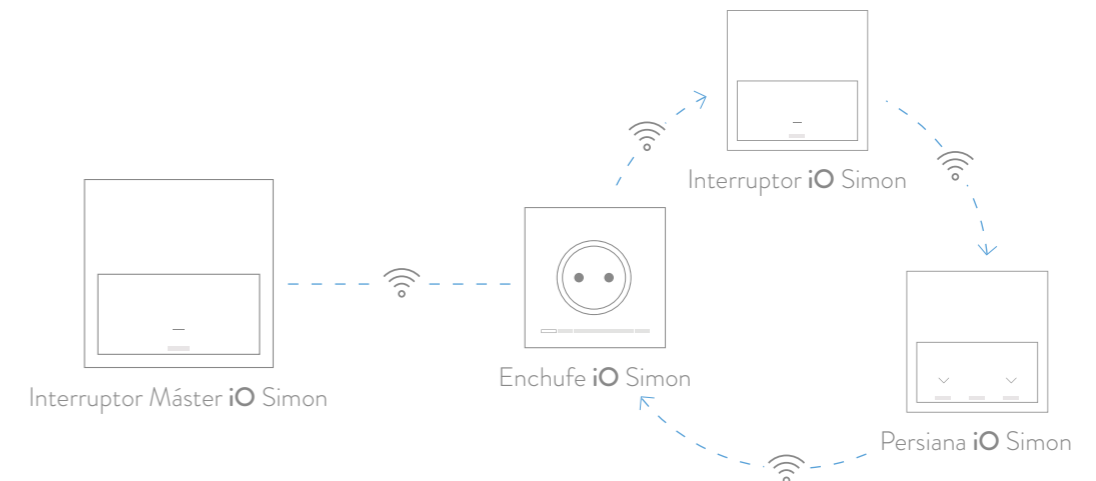 Interruptor iO Simon
Interruptor Máster iO Simon
Enchufe iO Simon
Persiana iO Simon